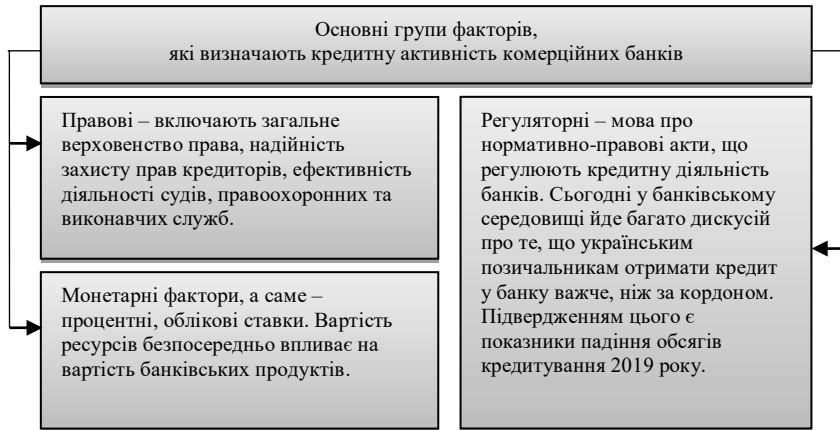 Основні групи факторів,
які визначають кредитну активність комерційних банків
Правові – включають загальне
верховенство права, надійність
захисту прав кредиторів, ефективність
діяльності судів, правоохоронних та
виконавчих служб.
Монетарні фактори, а саме –
процентні, облікові ставки. Вартість
ресурсів безпосередньо впливає на
вартість банківських продуктів.
Регуляторні – мова про
нормативно-правові акти, що
регулюють кредитну діяльність
банків. Сьогодні у банківському
середовищі йде багато дискусій
про те, що українським
позичальникам отримати кредит
у банку важче, ніж за кордоном.
Підвердженням цього є
показники падіння обсягів
кредитування 2019 року.